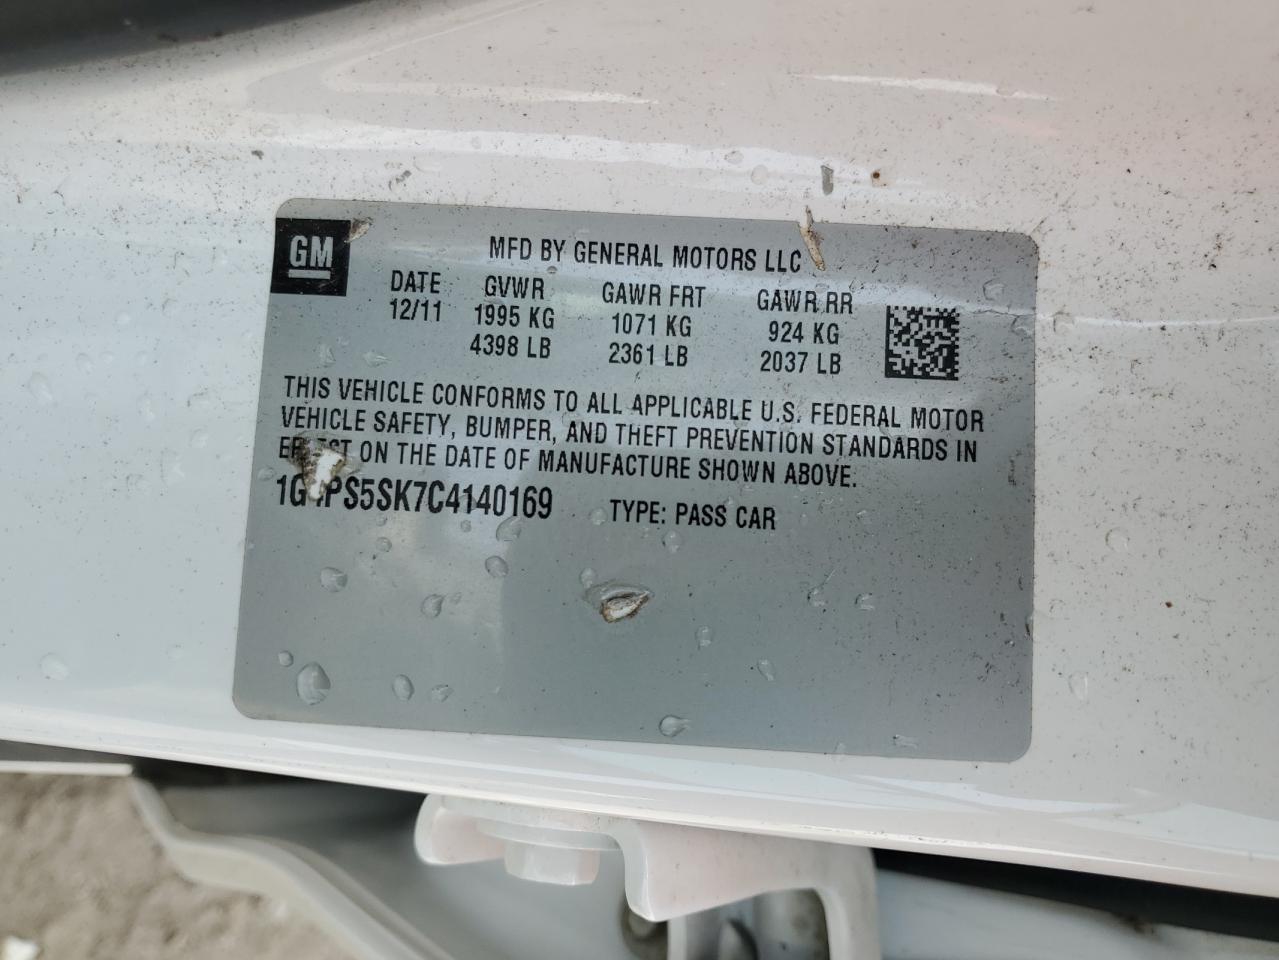 GM
MFD BY GENERAL MOTORS LLC
DATE GVWR GAWR FRT GAWR RR
12/11 1995 KG 1071 KG 924 KG
4398 LB 2361 LB 2037 LB
THIS VEHICLE CONFORMS TO ALL APPLICABLE U.S. FEDERAL MOTOR
VEHICLE SAFETY, BUMPER, AND THEFT PREVENTION STANDARDS IN
ON THE DATE OF MANUFACTURE SHOWN ABOVE.
TYPE: PASS CAR